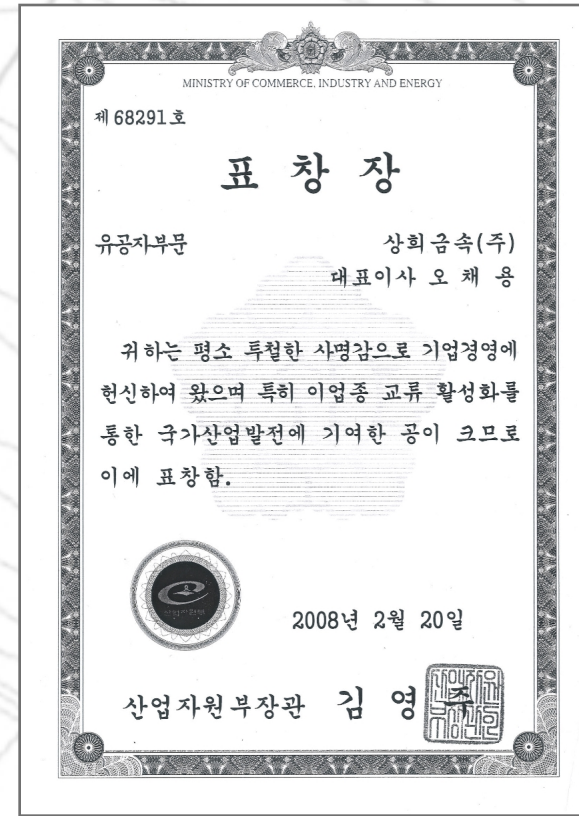 MINISTRY OF COMMERCE, INDUSTRY AND ENERGY
제 68291 호
표 창 장
유공자부문
상희금속(주)
대표이사 오 채 용
귀하는 평소 투철한 사명감으로 기업경영에
헌신하여 왔으며 특히 이업종 교류 활성화를
통한 국가산업발전에 기여한 공이 크므로
이에 표창함.
산업자원부
2008년 2월 20일
산업자원부장관 김 영 주